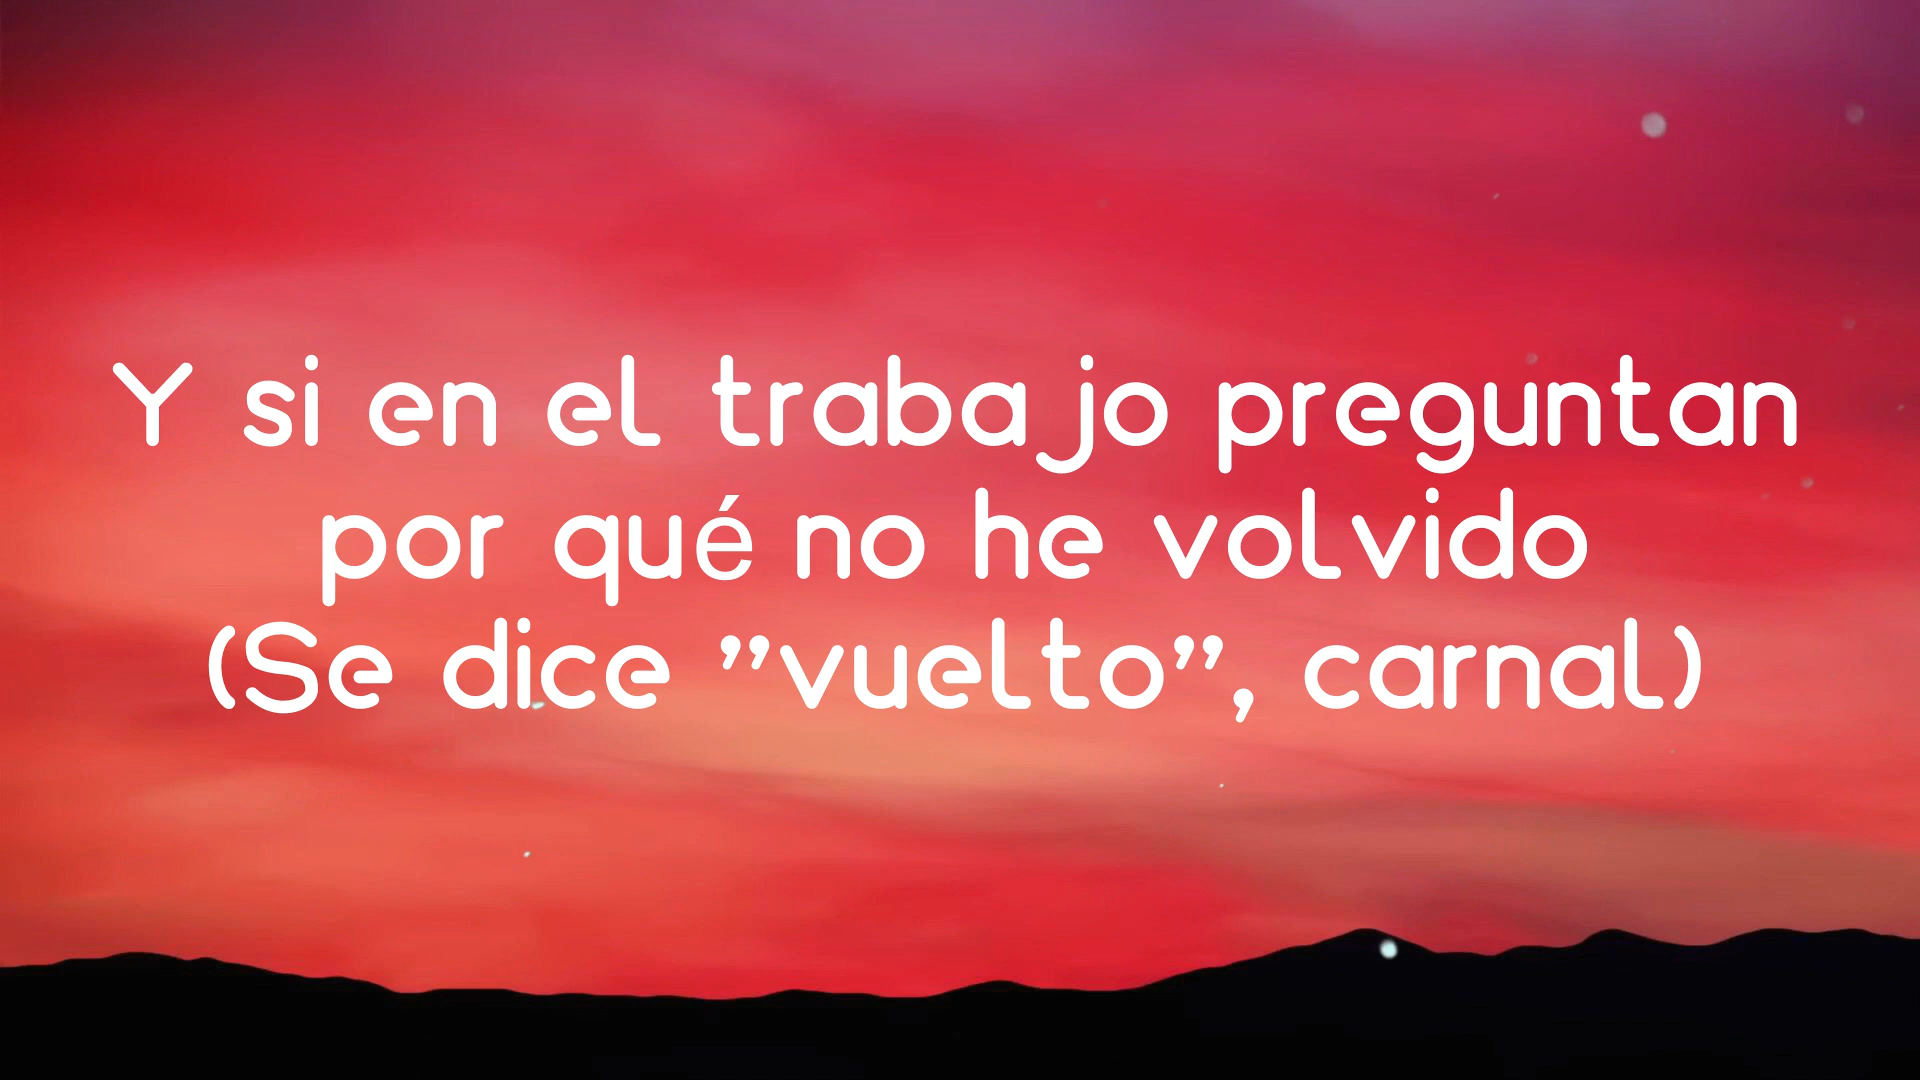 Y si en el trabajo preguntan
por qué no he volvido
(Se dice ”vuelto”, carnal)